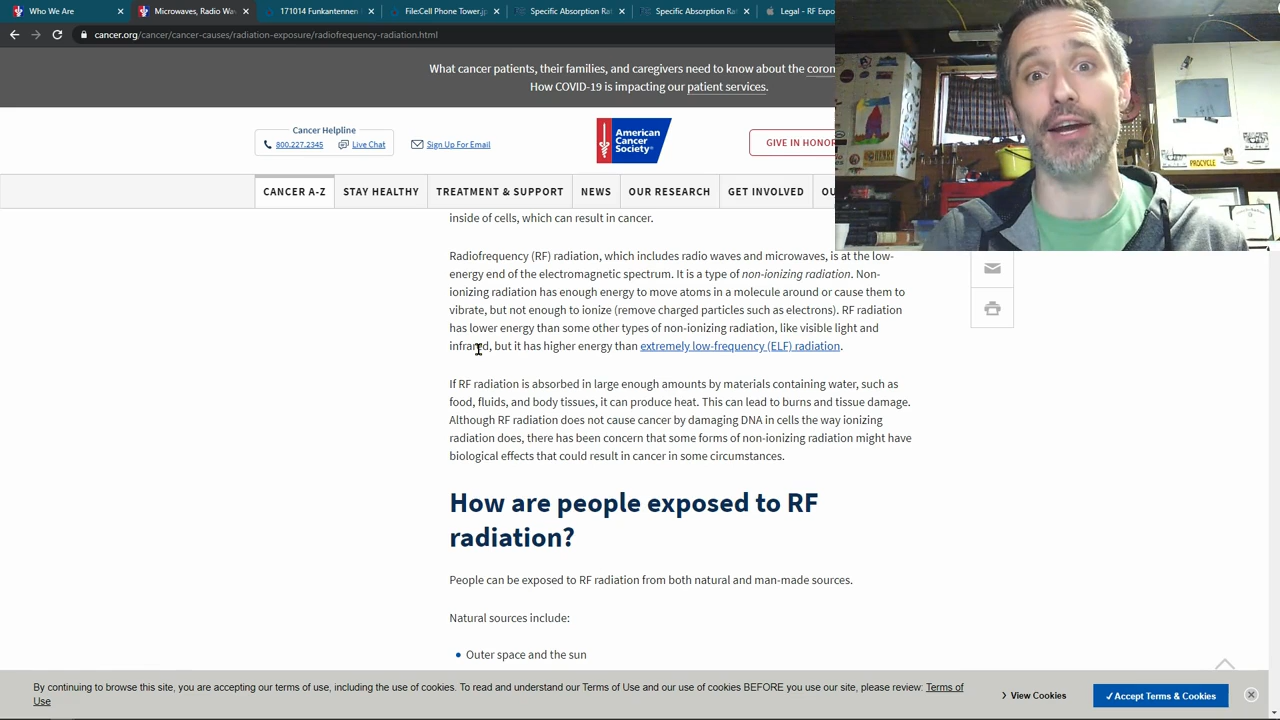 Who We Are
Microwaves, Radio Wav
171014 Funkantennen
File:Cell Phone Tower.jp
Specific Absorption Rat
Specific Absorption Rat
Legal – RF Expo
cancer.org/cancer/cancer-causes/radiation-exposure/radiofrequency-radiation.html
What cancer patients, their families, and caregivers need to know about the coron
How COVID-19 is impacting our patient services.
Cancer Helpline
800.227.2345
Live Chat
Sign Up For Email
American
Cancer
Society
GIVE IN HONOR
CANCER A-Z
STAY HEALTHY
TREATMENT & SUPPORT
NEWS
OUR RESEARCH
GET INVOLVED
OU
inside of cells, which can result in cancer.
Radiofrequency (RF) radiation, which includes radio waves and microwaves, is at the low-
energy end of the electromagnetic spectrum. It is a type of non-ionizing radiation. Non-
ionizing radiation has enough energy to move atoms in a molecule around or cause them to
vibrate, but not enough to ionize (remove charged particles such as electrons). RF radiation
has lower energy than some other types of non-ionizing radiation, like visible light and
infrared, but it has higher energy than extremely low-frequency (ELF) radiation.
If RF radiation is absorbed in large enough amounts by materials containing water, such as
food, fluids, and body tissues, it can produce heat. This can lead to burns and tissue damage.
Although RF radiation does not cause cancer by damaging DNA in cells the way ionizing
radiation does, there has been concern that some forms of non-ionizing radiation might have
biological effects that could result in cancer in some circumstances.
How are people exposed to RF
radiation?
People can be exposed to RF radiation from both natural and man-made sources.
Natural sources include:
Outer space and the sun
By continuing to browse this site, you are accepting our terms of use, including the use of cookies. To read and understand our Terms of Use and our use of cookies BEFORE you use our site, please review: Terms of
Use
View Cookies
✓Accept Terms & Cookies
PROCYCLE